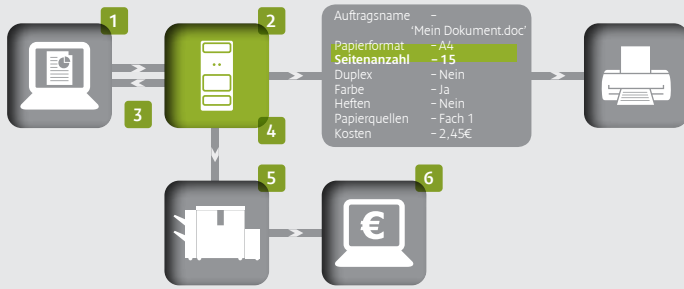 1
2
Auftragsname –
'Mein Dokument.doc'
Papierformat – A4
Seitenanzahl – 15
Duplex – Nein
Farbe – Ja
Heften – Nein
Papierquellen – Fach 1
Kosten – 2,45€
3
4
5
6
€